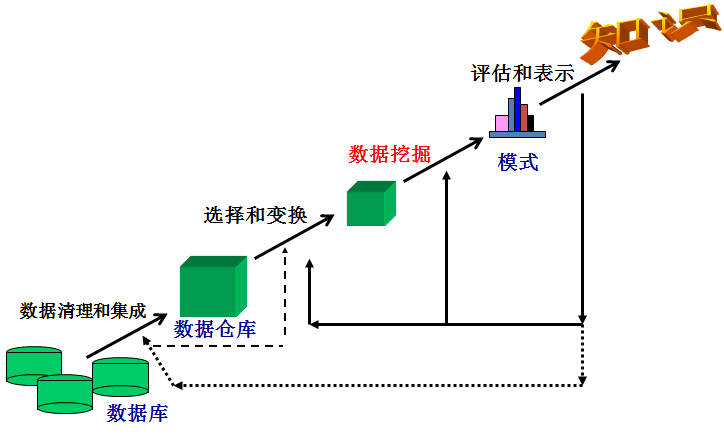 知识
评估和表示
数据挖掘
模式
选择和变换
数据清理和集成
数据仓库
数据库